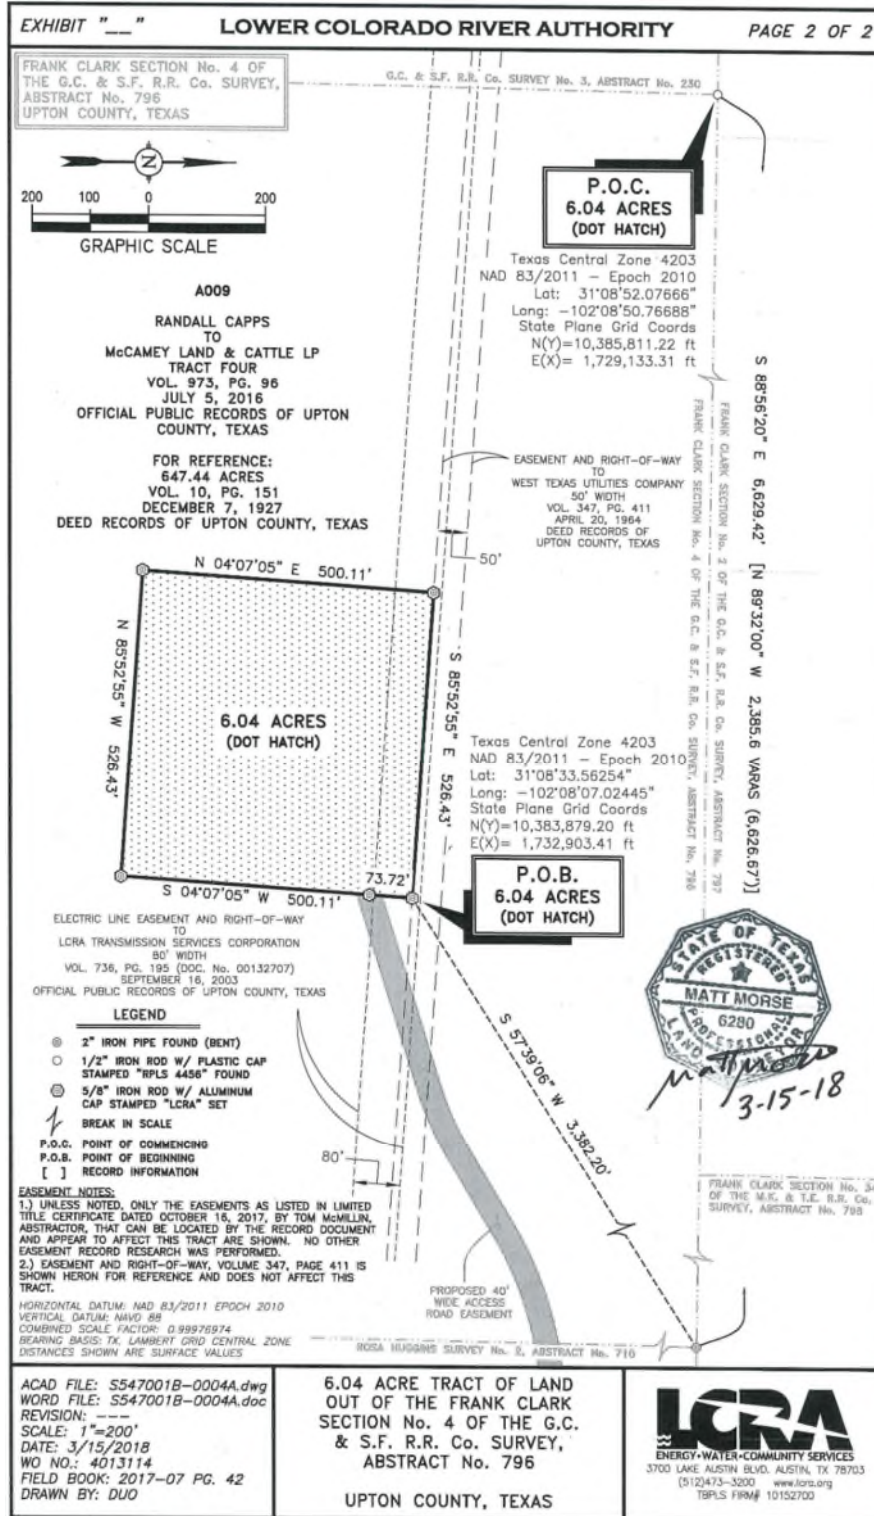 EXHIBIT "__"
LOWER COLORADO RIVER AUTHORITY
PAGE 2 OF 2
FRANK CLARK SECTION No. 4 OF
THE G.C. & S.F. R.R. Co. SURVEY,
ABSTRACT No. 796
UPTON COUNTY, TEXAS
G.C. & S.F. R.R. Co. SURVEY No. 3, ABSTRACT No. 230
N
200 100 0 200
GRAPHIC SCALE
P.O.C.
6.04 ACRES
(DOT HATCH)
Texas Central Zone 4203
NAD 83/2011 – Epoch 2010
Lat: 31°08'52.07666"
Long: -102°08'50.76688"
State Plane Grid Coords
N(Y)=10,385,811.22 ft
E(X)= 1,729,133.31 ft
A009
RANDALL CAPPS
TO
McCAMEY LAND & CATTLE LP
TRACT FOUR
VOL. 973, PG. 96
JULY 5, 2016
OFFICIAL PUBLIC RECORDS OF UPTON
COUNTY, TEXAS
FOR REFERENCE:
647.44 ACRES
VOL. 10, PG. 151
DECEMBER 7, 1927
DEED RECORDS OF UPTON COUNTY, TEXAS
EASEMENT AND RIGHT-OF-WAY
TO
WEST TEXAS UTILITIES COMPANY
50' WIDTH
VOL. 347, PG. 411
APRIL 20, 1964
DEED RECORDS OF
UPTON COUNTY, TEXAS
50'
S 88°56'20" E 6,629.42' [N 89°32'00" W 2,385.6 VARAS (6,626.67')]
FRANK CLARK SECTION No. 2 OF THE G.C. & S.F. R.R. Co. SURVEY, ABSTRACT No. 797
FRANK CLARK SECTION No. 4 OF THE G.C. & S.F. R.R. Co. SURVEY, ABSTRACT No. 796
N 04°07'05" E 500.11'
N 85°52'55" W 526.43'
6.04 ACRES
(DOT HATCH)
S 85°52'55" E 526.43'
Texas Central Zone 4203
NAD 83/2011 – Epoch 2010
Lat: 31°08'33.56254"
Long: -102°08'07.02445"
State Plane Grid Coords
N(Y)=10,383,879.20 ft
E(X)= 1,732,903.41 ft
P.O.B.
6.04 ACRES
(DOT HATCH)
73.72'
S 04°07'05" W 500.11'
ELECTRIC LINE EASEMENT AND RIGHT-OF-WAY
TO
LCRA TRANSMISSION SERVICES CORPORATION
80' WIDTH
VOL. 736, PG. 195 (DOC. No. 00132707)
SEPTEMBER 16, 2003
OFFICIAL PUBLIC RECORDS OF UPTON COUNTY, TEXAS
STATE OF TEXAS
REGISTERED
MATT MORSE
6280
PROFESSIONAL
LAND SURVEYOR
Matt Morse
3-15-18
S 57°39'06" W 3,382.20'
LEGEND
2" IRON PIPE FOUND (BENT)
1/2" IRON ROD W/ PLASTIC CAP
STAMPED "RPLS 4456" FOUND
5/8" IRON ROD W/ ALUMINUM
CAP STAMPED "LCRA" SET
BREAK IN SCALE
P.O.C. POINT OF COMMENCING
P.O.B. POINT OF BEGINNING
[ ] RECORD INFORMATION
80'
EASEMENT NOTES:
1.) UNLESS NOTED, ONLY THE EASEMENTS AS LISTED IN LIMITED
TITLE CERTIFICATE DATED OCTOBER 16, 2017, BY TOM McMILLIN,
ABSTRACTOR, THAT CAN BE LOCATED BY THE RECORD DOCUMENT
AND APPEAR TO AFFECT THIS TRACT ARE SHOWN. NO OTHER
EASEMENT RECORD RESEARCH WAS PERFORMED.
2.) EASEMENT AND RIGHT-OF-WAY, VOLUME 347, PAGE 411 IS
SHOWN HERON FOR REFERENCE AND DOES NOT AFFECT THIS
TRACT.
HORIZONTAL DATUM: NAD 83/2011 EPOCH 2010
VERTICAL DATUM: NAVD 88
COMBINED SCALE FACTOR: 0.99976974
BEARING BASIS: TX. LAMBERT GRID CENTRAL ZONE
DISTANCES SHOWN ARE SURFACE VALUES
PROPOSED 40'
WIDE ACCESS
ROAD EASEMENT
FRANK CLARK SECTION No. 34
OF THE M.K. & T.E. R.R. Co.
SURVEY, ABSTRACT No. 798
ROSA HUGGINS SURVEY No. 2, ABSTRACT No. 716
ACAD FILE: S547001B-0004A.dwg
WORD FILE: S547001B-0004A.doc
REVISION: ---
SCALE: 1"=200'
DATE: 3/15/2018
WO NO.: 4013114
FIELD BOOK: 2017-07 PG. 42
DRAWN BY: DUO
6.04 ACRE TRACT OF LAND
OUT OF THE FRANK CLARK
SECTION No. 4 OF THE G.C.
& S.F. R.R. Co. SURVEY,
ABSTRACT No. 796
UPTON COUNTY, TEXAS
LCRA
ENERGY•WATER•COMMUNITY SERVICES
3700 LAKE AUSTIN BLVD. AUSTIN, TX 78703
(512)473-3200 www.lcra.org
TBPLS FIRM# 10152700